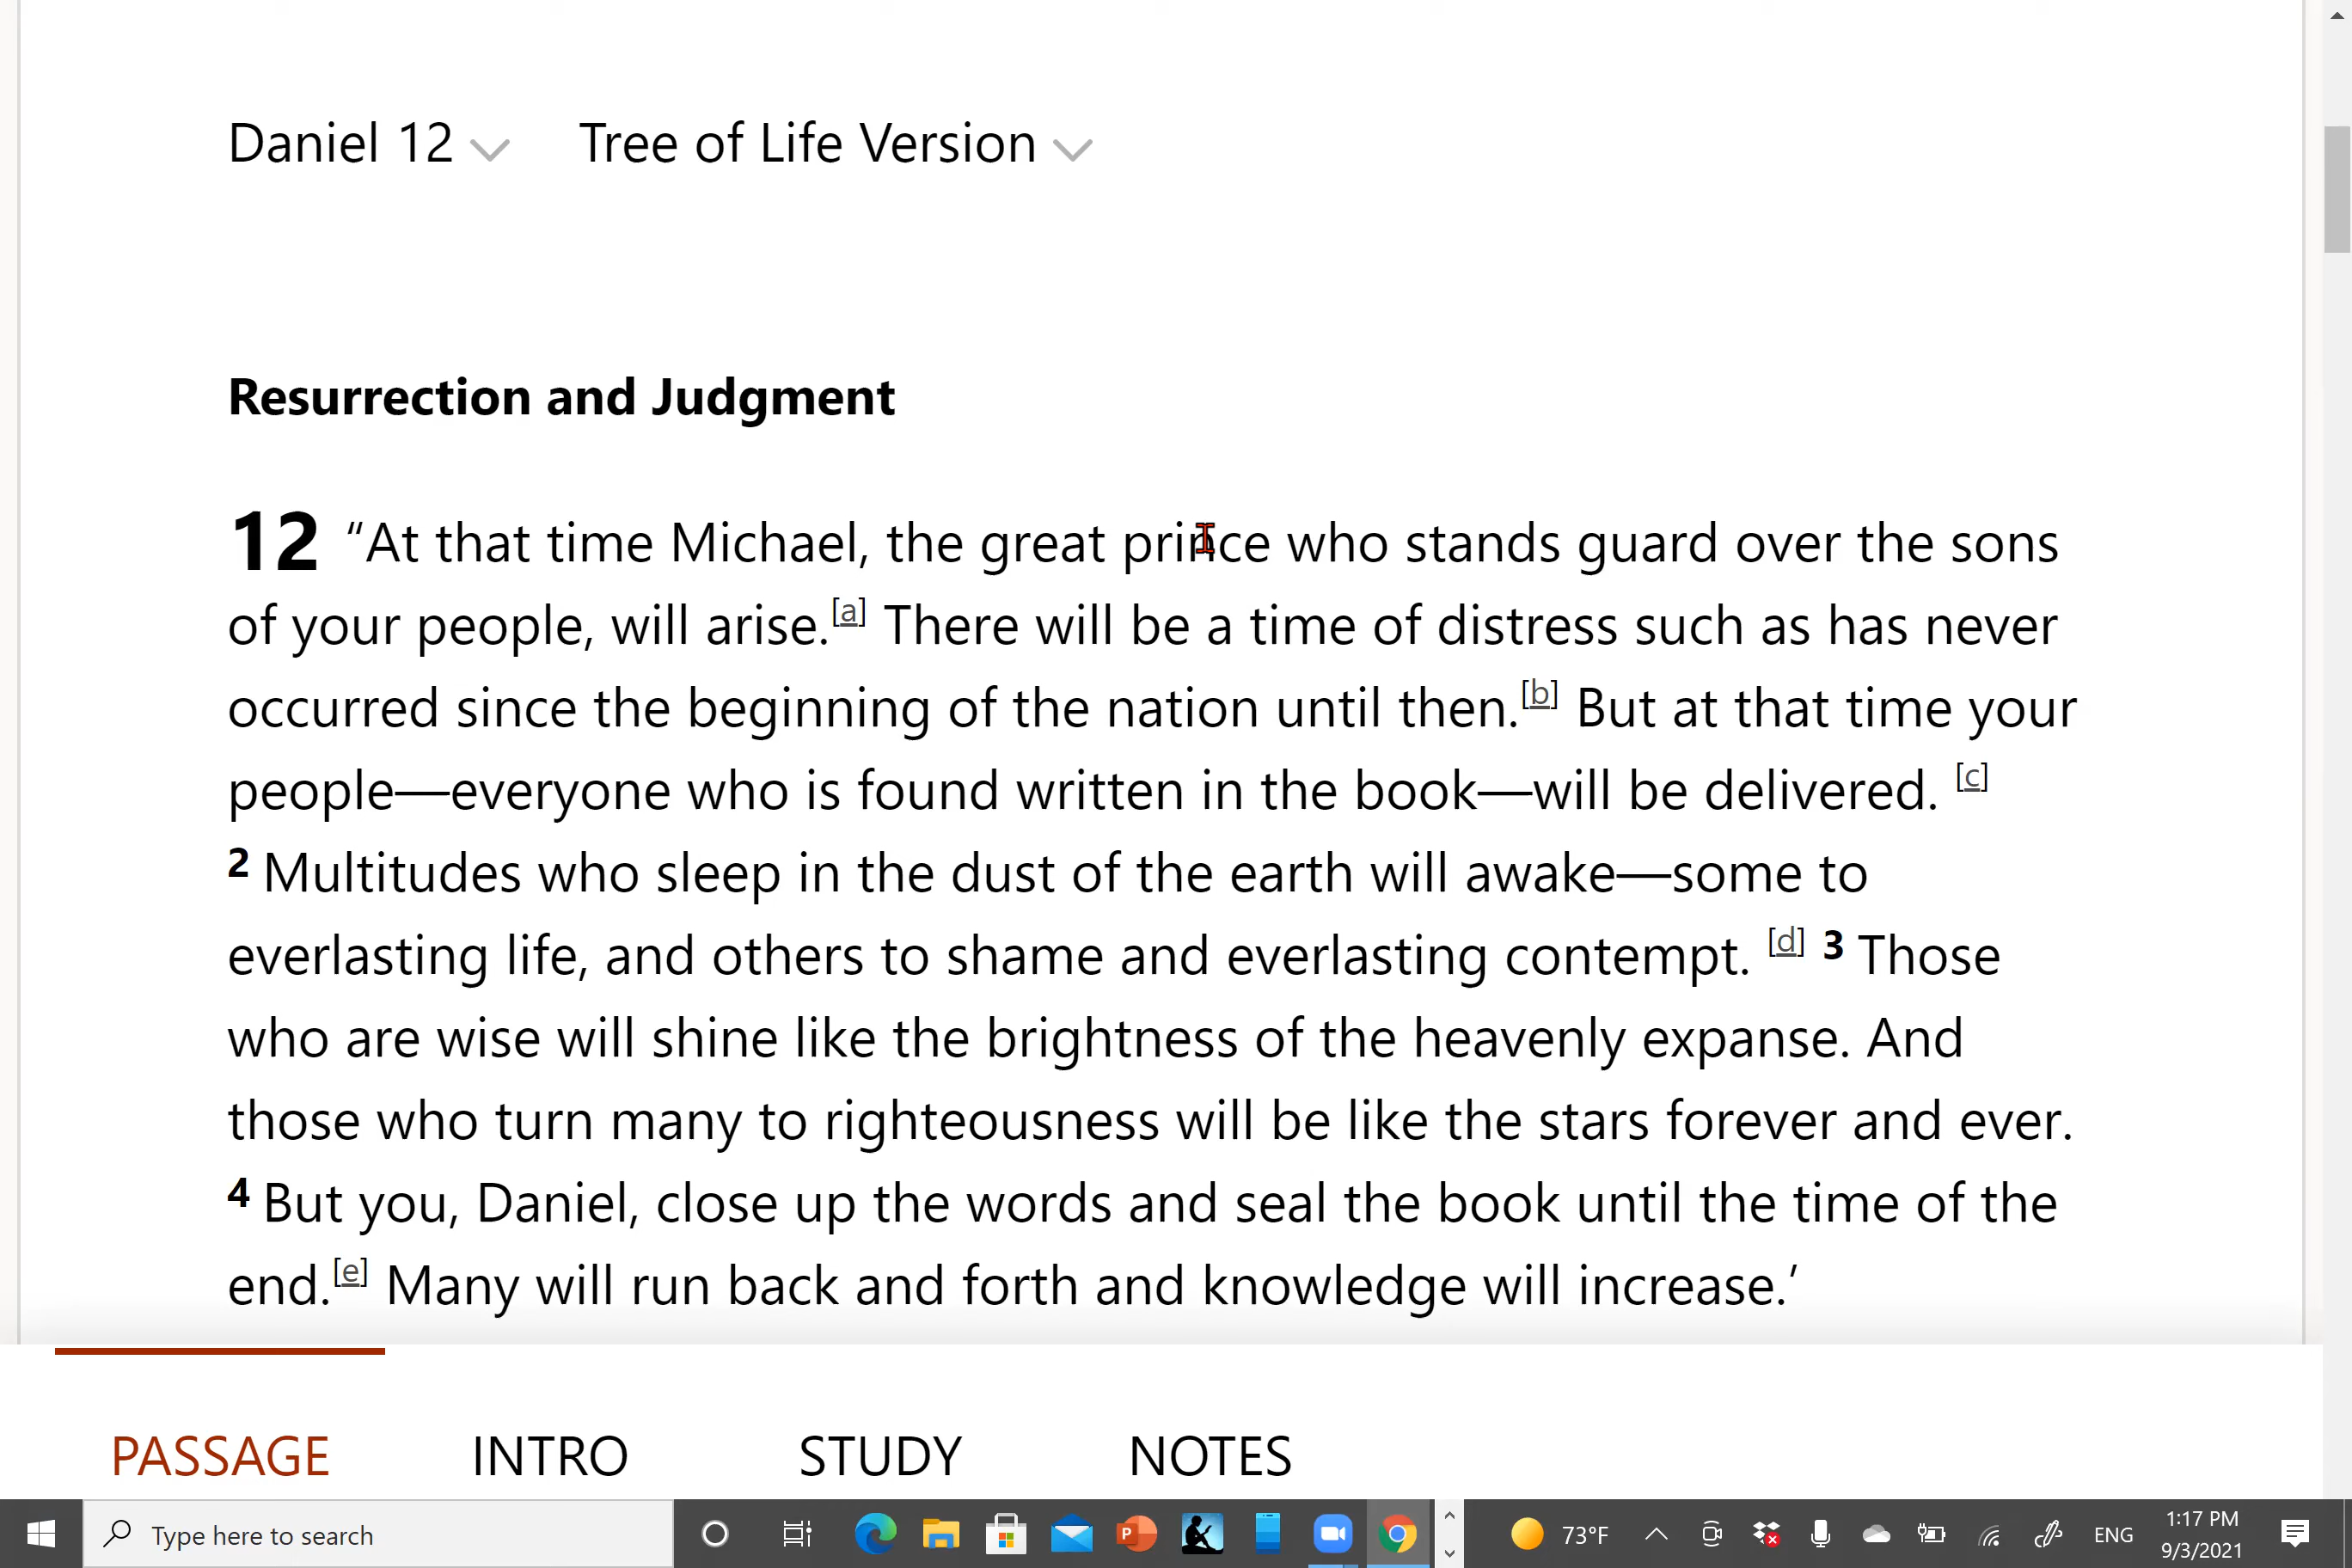 Daniel 12 Tree of Life Version
Resurrection and Judgment
12 “At that time Michael, the great prince who stands guard over the sons
of your people, will arise.[a] There will be a time of distress such as has never
occurred since the beginning of the nation until then.[b] But at that time your
people—everyone who is found written in the book—will be delivered. [c]
2 Multitudes who sleep in the dust of the earth will awake—some to
everlasting life, and others to shame and everlasting contempt. [d] 3 Those
who are wise will shine like the brightness of the heavenly expanse. And
those who turn many to righteousness will be like the stars forever and ever.
4 But you, Daniel, close up the words and seal the book until the time of the
end.[e] Many will run back and forth and knowledge will increase.’
PASSAGE INTRO STUDY NOTES
Type here to search P 73°F ENG 1:17 PM
9/3/2021